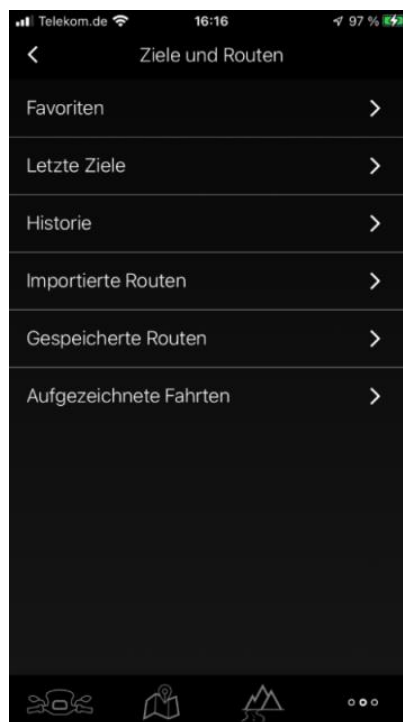 Telekom.de 16:16 97 %
Ziele und Routen
Favoriten
Letzte Ziele
Historie
Importierte Routen
Gespeicherte Routen
Aufgezeichnete Fahrten